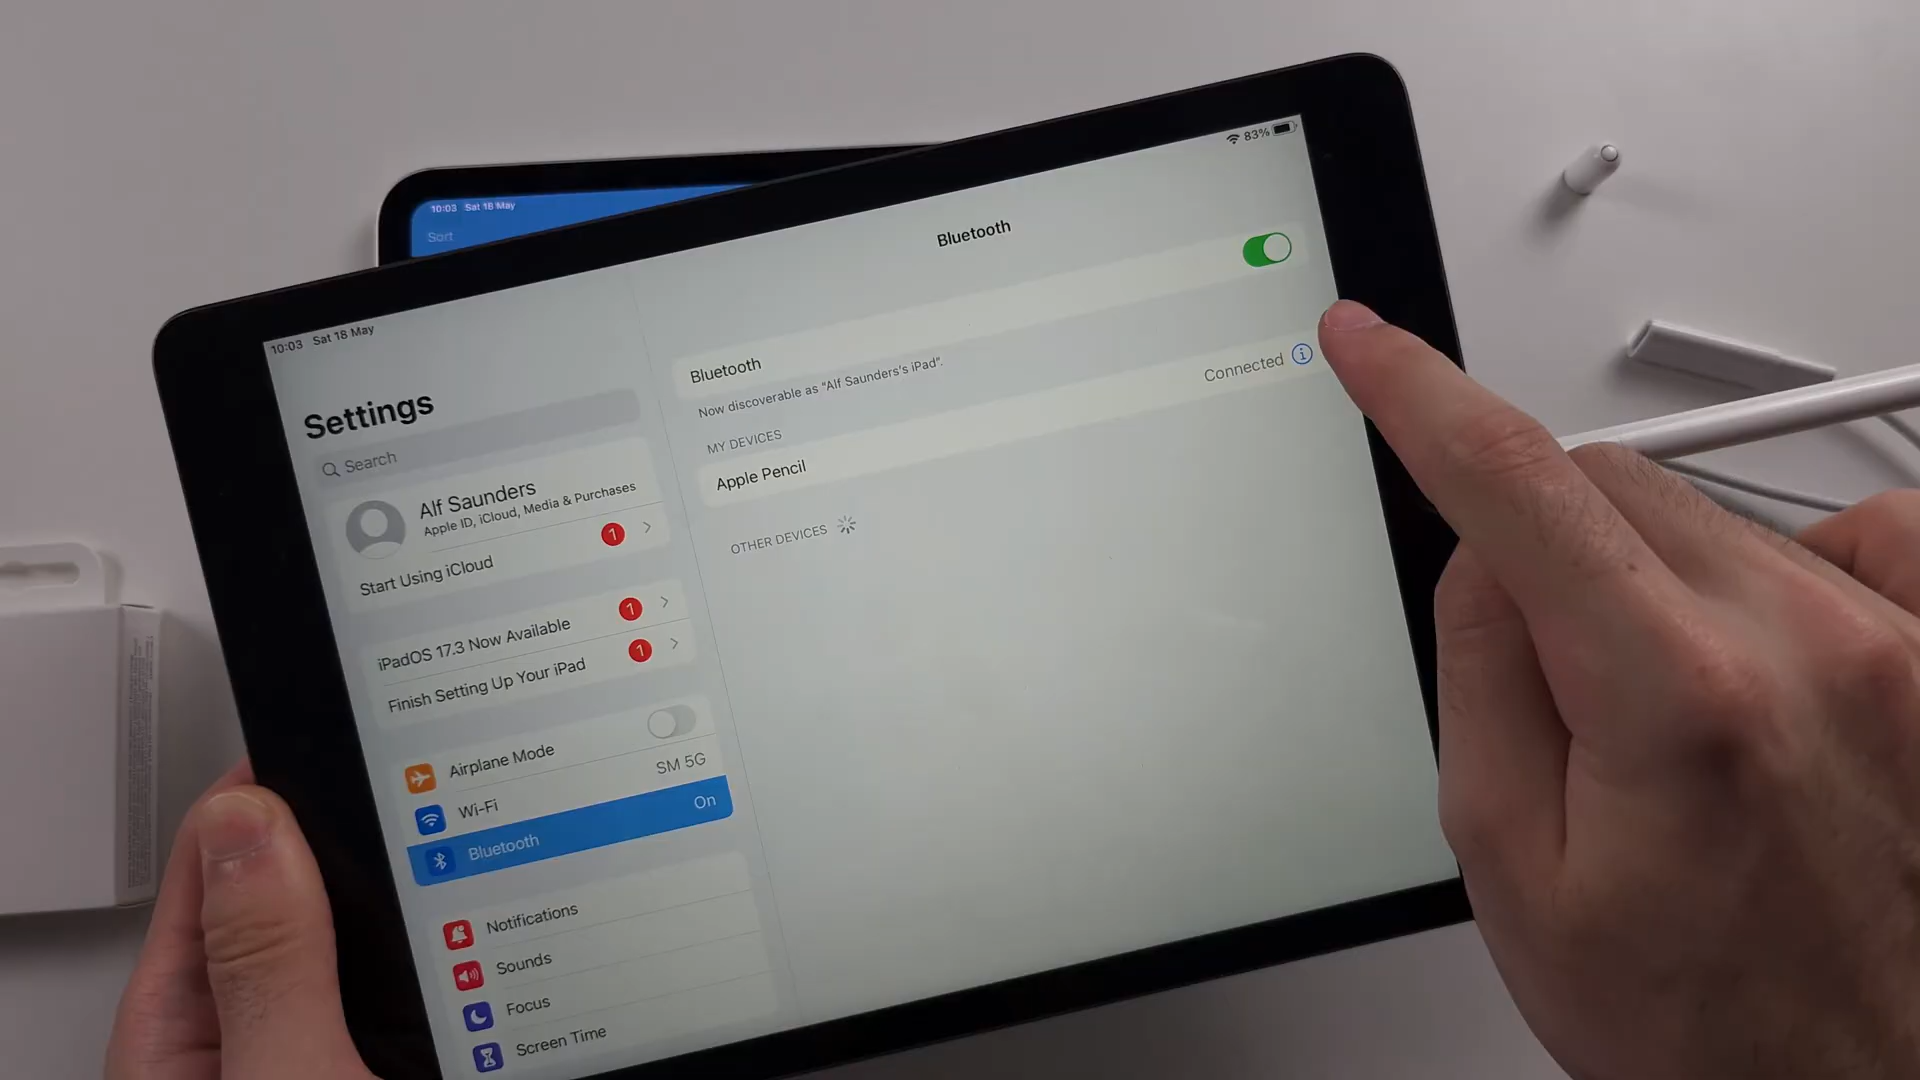 10:03 Sat 18 May
Sort
10:03 Sat 18 May
83%
Settings
Search
Alf Saunders
Apple ID, iCloud, Media & Purchases
Start Using iCloud
1
iPadOS 17.3 Now Available
1
Finish Setting Up Your iPad
1
Airplane Mode
Wi-Fi
SM 5G
Bluetooth
On
Notifications
Sounds
Focus
Screen Time
Bluetooth
Bluetooth
Now discoverable as “Alf Saunders's iPad”.
MY DEVICES
Apple Pencil
Connected
OTHER DEVICES